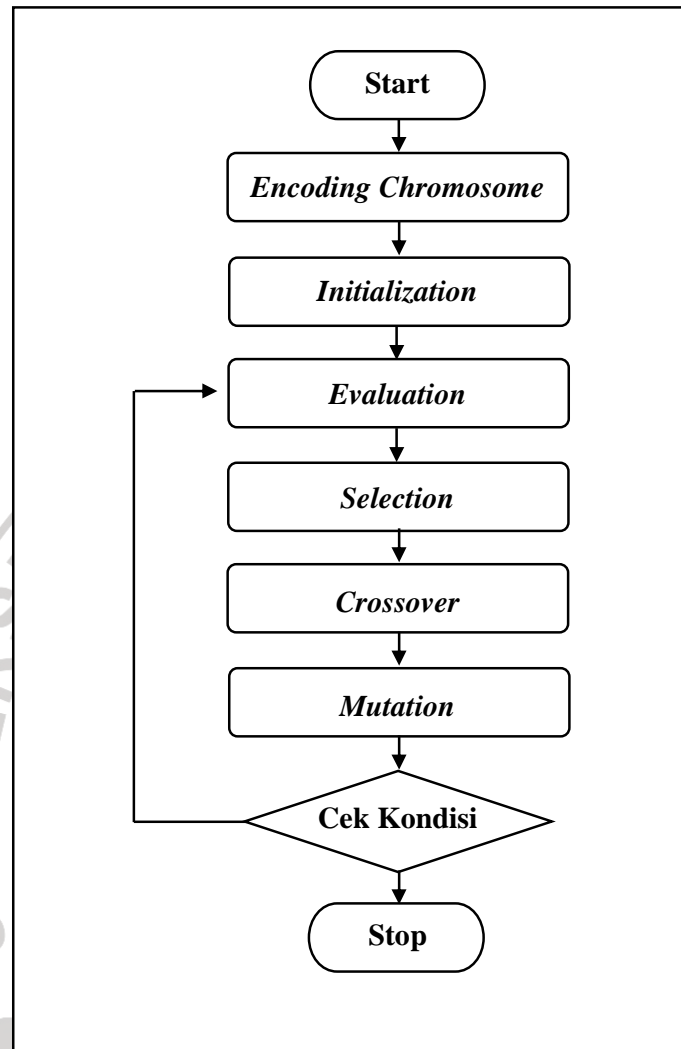 Start
Encoding Chromosome
Initialization
Evaluation
Selection
Crossover
Mutation
Cek Kondisi
Stop